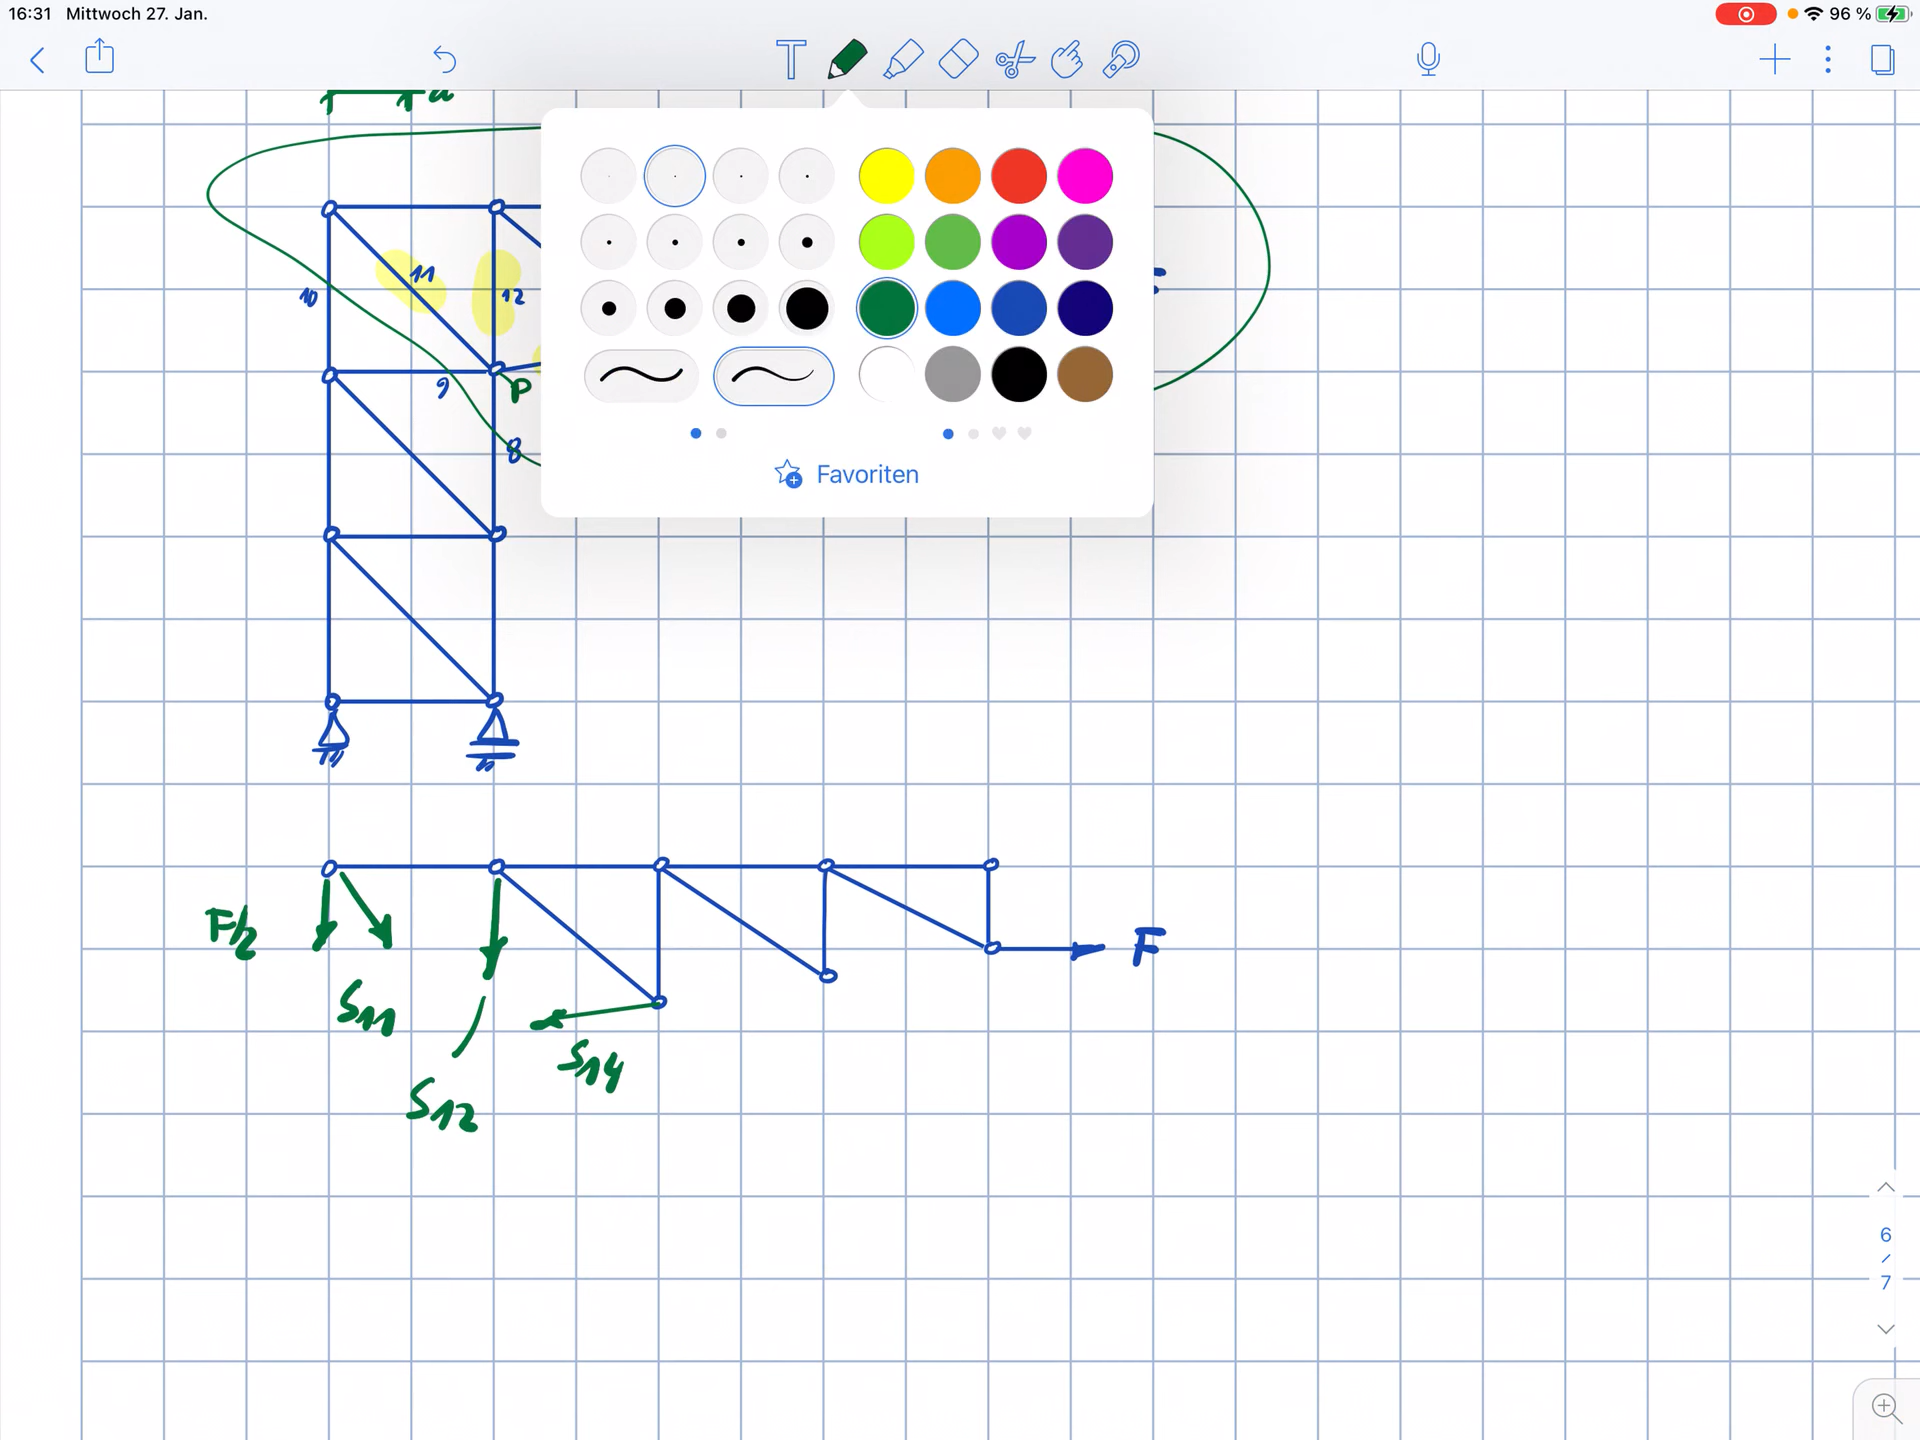 16:31 Mittwoch 27. Jan.
96 %
a
11
10
12
9
P
8
Favoriten
F/2
S11
S12
S14
F
6
/
7